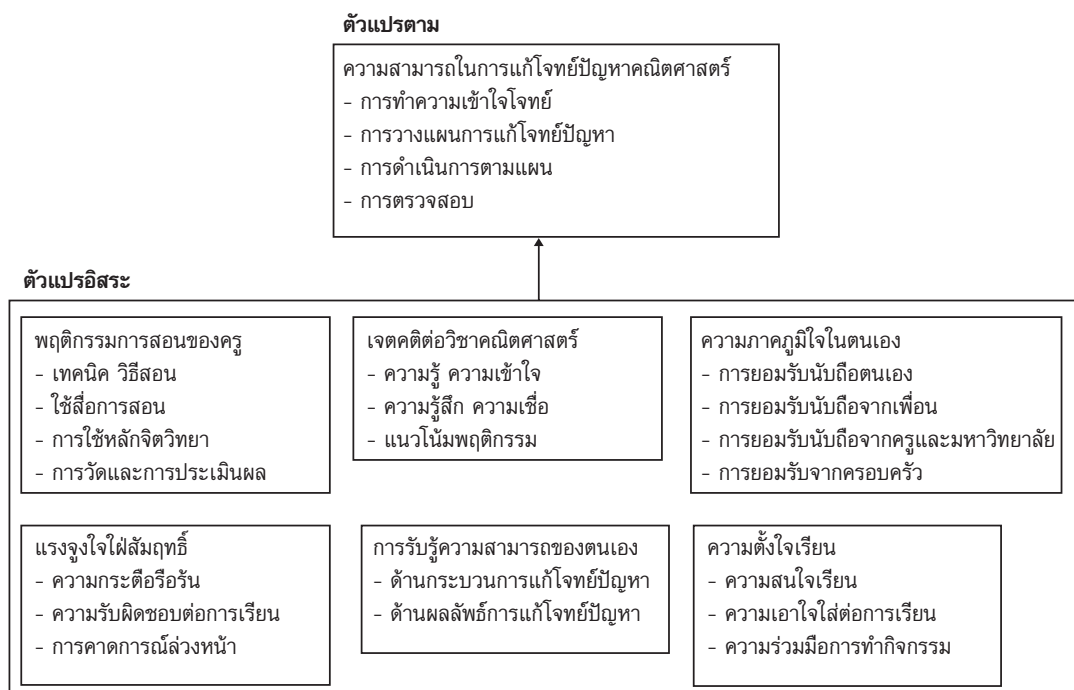 ตัวแปรตาม
ความสามารถในการแก้โจทย์ปัญหาคณิตศาสตร์
- การทำความเข้าใจโจทย์
- การวางแผนการแก้โจทย์ปัญหา
- การดำเนินการตามแผน
- การตรวจสอบ
ตัวแปรอิสระ
พฤติกรรมการสอนของครู
- เทคนิค วิธีสอน
- ใช้สื่อการสอน
- การใช้หลักจิตวิทยา
- การวัดและการประเมินผล
เจตคติต่อวิชาคณิตศาสตร์
- ความรู้ ความเข้าใจ
- ความรู้สึก ความเชื่อ
- แนวโน้มพฤติกรรม
ความภาคภูมิใจในตนเอง
- การยอมรับนับถือตนเอง
- การยอมรับนับถือจากเพื่อน
- การยอมรับนับถือจากครูและมหาวิทยาลัย
- การยอมรับจากครอบครัว
แรงจูงใจใฝ่สัมฤทธิ์
- ความกระตือรือร้น
- ความรับผิดชอบต่อการเรียน
- การคาดการณ์ล่วงหน้า
การรับรู้ความสามารถของตนเอง
- ด้านกระบวนการแก้โจทย์ปัญหา
- ด้านผลลัพธ์การแก้โจทย์ปัญหา
ความตั้งใจเรียน
- ความสนใจเรียน
- ความเอาใจใส่ต่อการเรียน
- ความร่วมมือการทำกิจกรรม